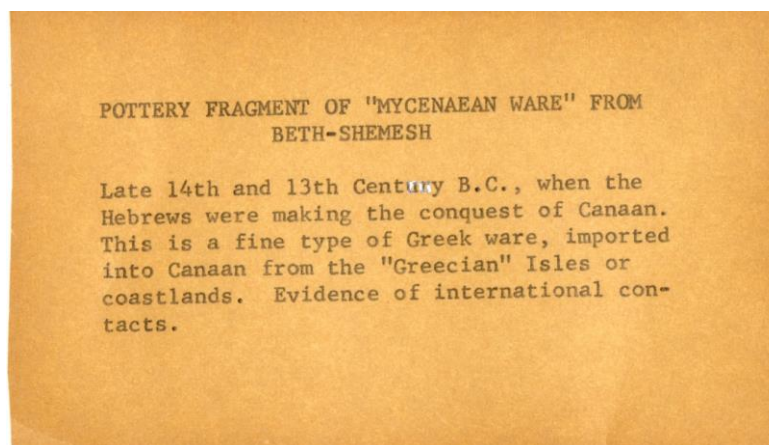 POTTERY FRAGMENT OF "MYCENAEAN WARE" FROM
BETH-SHEMESH
Late 14th and 13th Century B.C., when the
Hebrews were making the conquest of Canaan.
This is a fine type of Greek ware, imported
into Canaan from the "Greecian" Isles or
coastlands. Evidence of international con-
tacts.